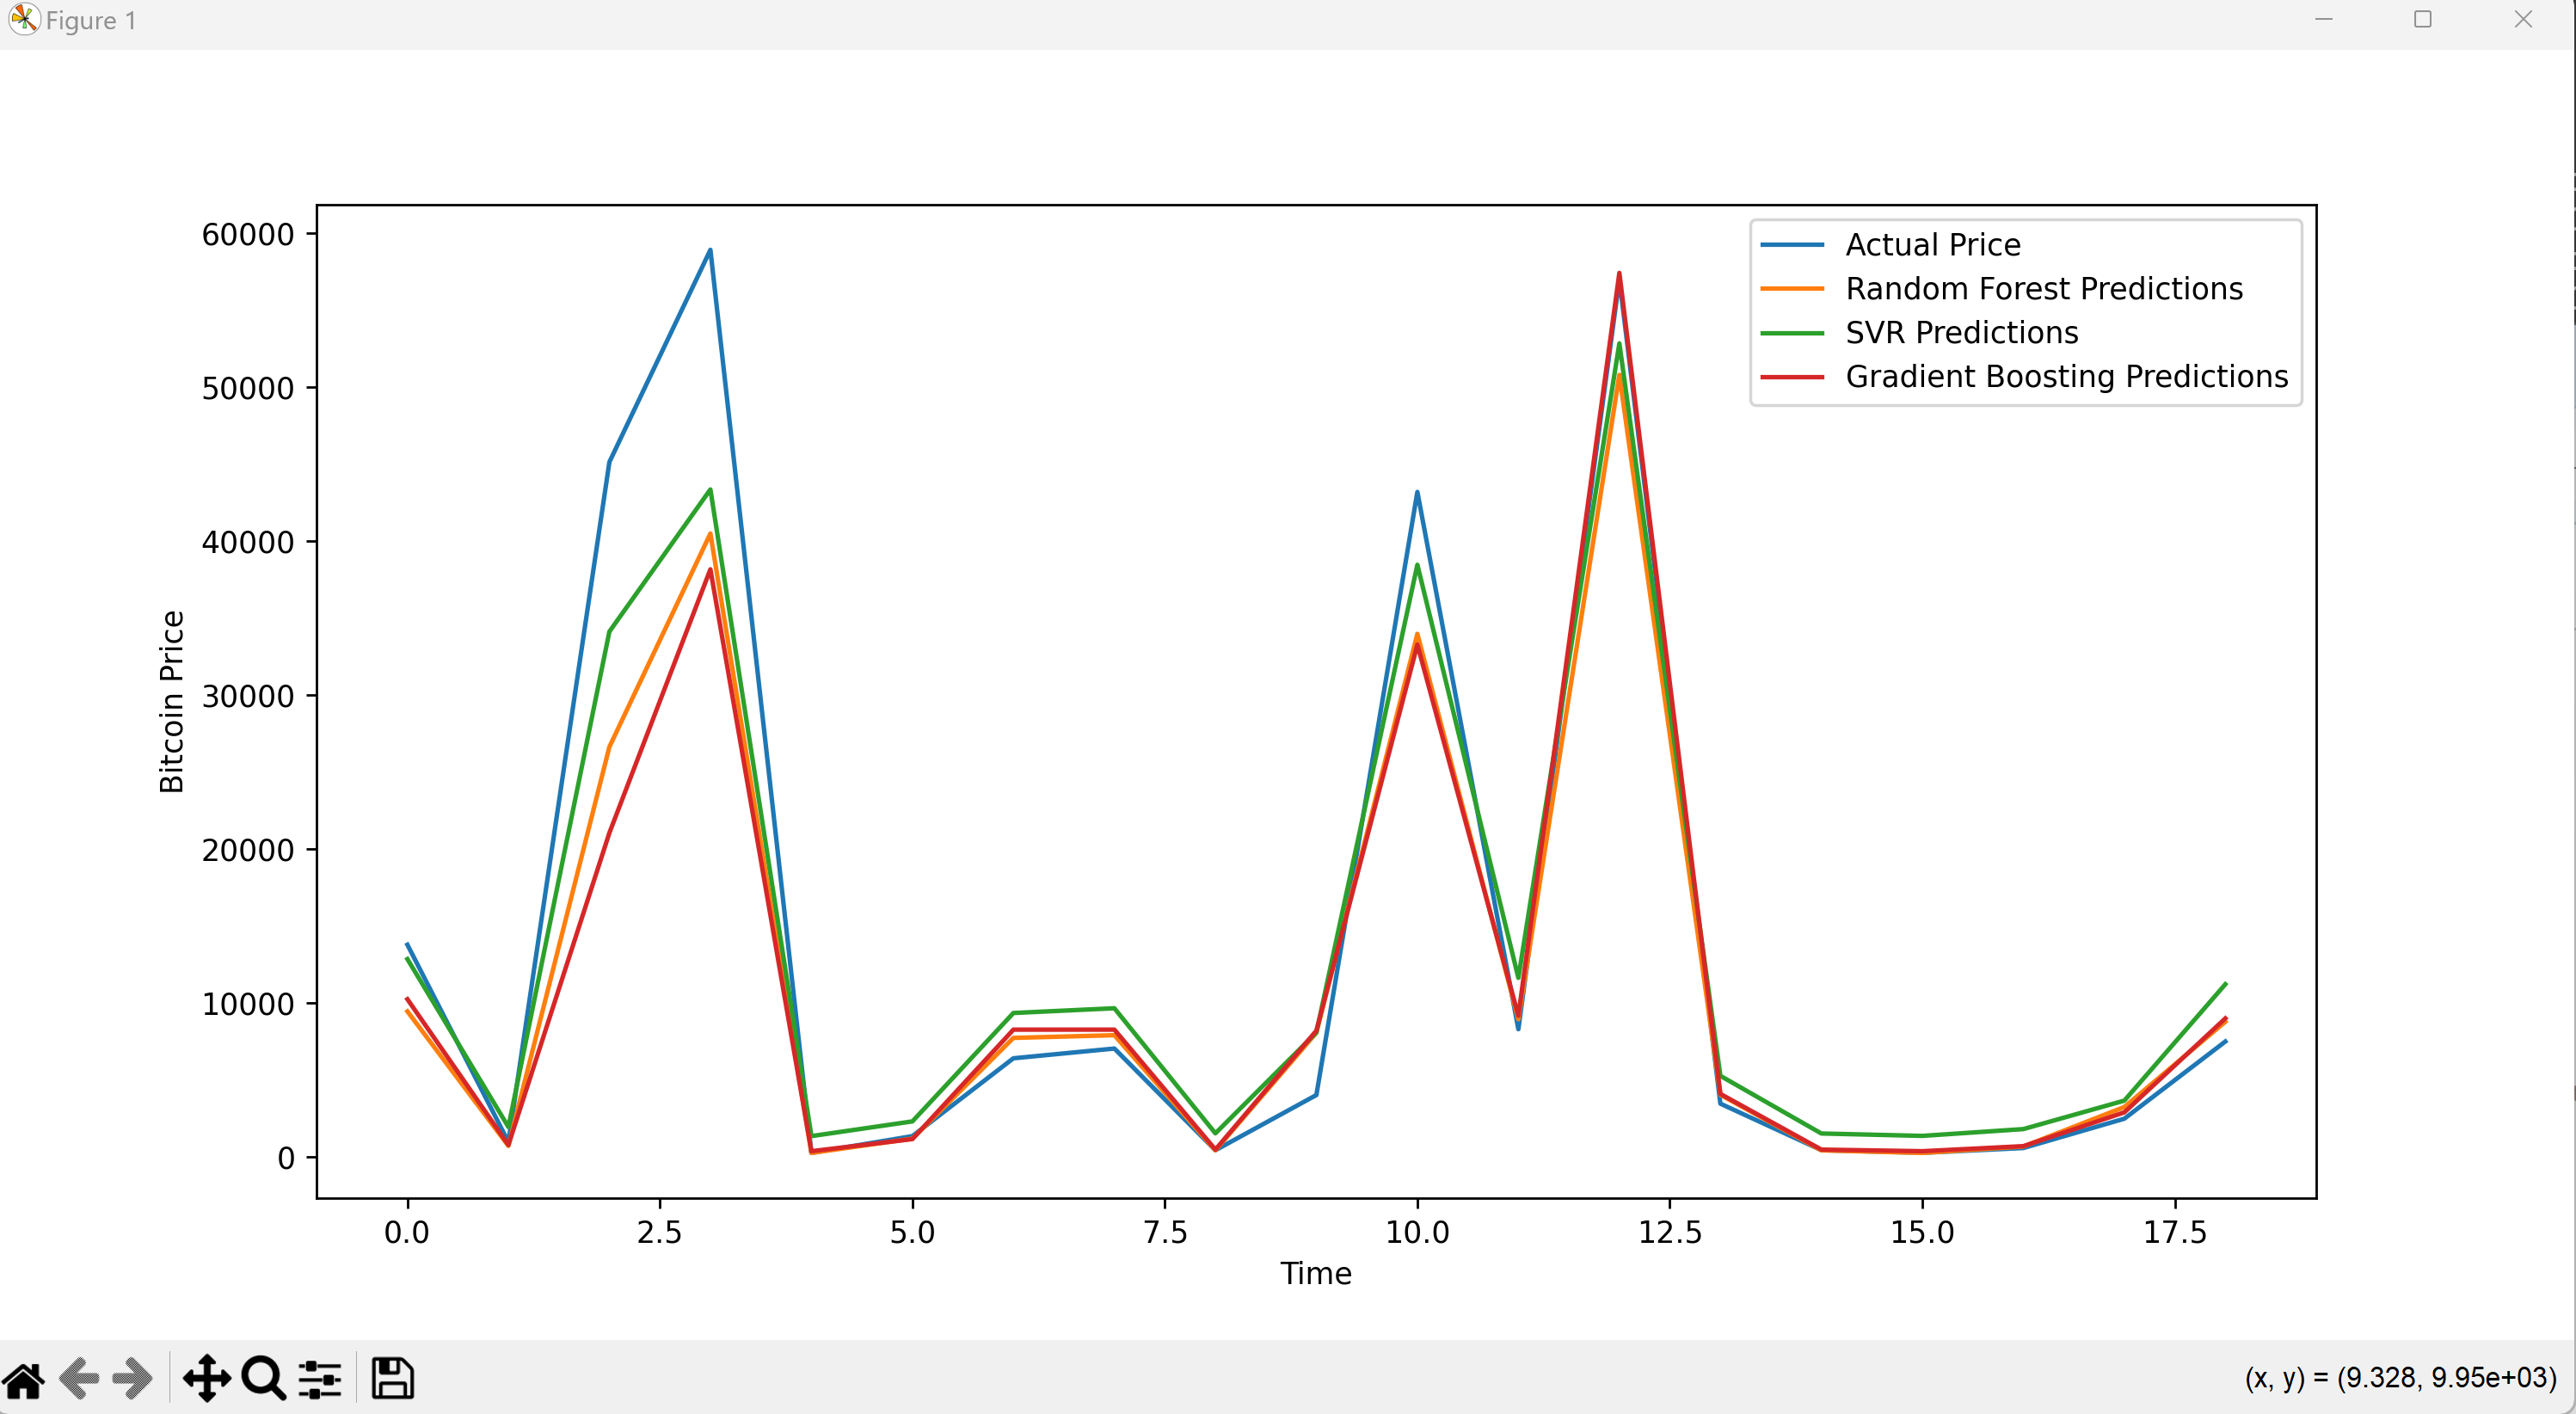 Figure 1
60000
50000
40000
30000
20000
10000
0
Bitcoin Price
Actual Price
Random Forest Predictions
SVR Predictions
Gradient Boosting Predictions
0.0 2.5 5.0 7.5 10.0 12.5 15.0 17.5
Time
(x, y) = (9.328, 9.95e+03)